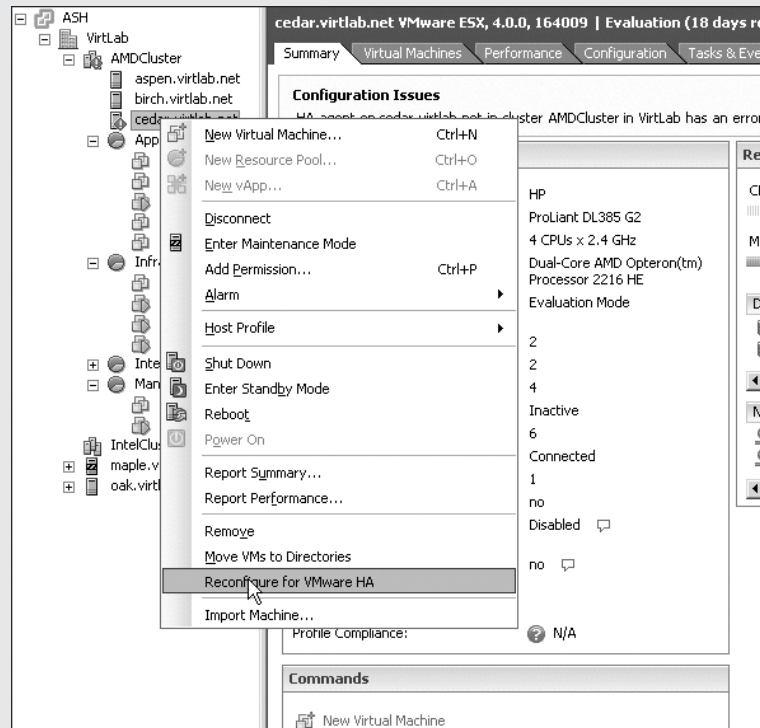 ASH
VirtLab
AMDCluster
aspen.virtlab.net
birch.virtlab.net
App
Infr
Inte
Man
IntelClu
maple.v
oak.virtl
cedar.virtlab.net VMware ESX, 4.0.0, 164009 | Evaluation (18 days re
Summary Virtual Machines Performance Configuration Tasks & Eve
Configuration Issues
HA agent on cedar.virtlab.net in cluster AMDCluster in VirtLab has an erro
New Virtual Machine... Ctrl+N
New Resource Pool... Ctrl+O
New vApp... Ctrl+A
Disconnect
Enter Maintenance Mode
Add Permission... Ctrl+P
Alarm
Host Profile
Shut Down
Enter Standby Mode
Reboot
Power On
Report Summary...
Report Performance...
Remove
Move VMs to Directories
Reconfigure for VMware HA
Import Machine...
HP
ProLiant DL385 G2
4 CPUs x 2.4 GHz
Dual-Core AMD Opteron(tm)
Processor 2216 HE
Evaluation Mode
2
2
4
Inactive
6
Connected
1
no
Disabled
no
Profile Compliance: N/A
Commands
New Virtual Machine
Re
M